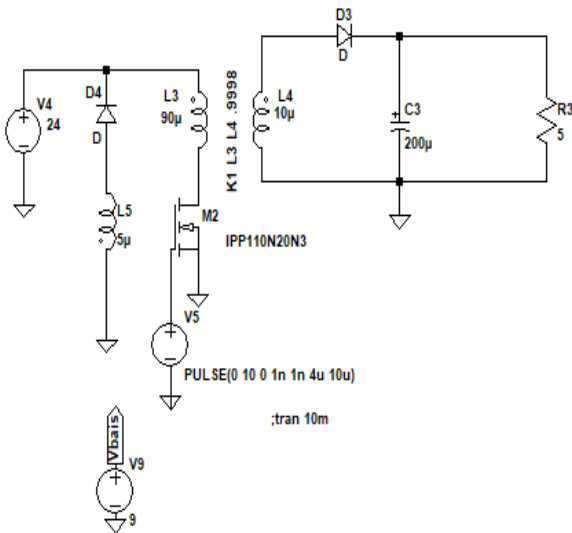 D3
D
D4
D
V4
24
L3
90µ
K1 L3 L4 .9998
L4
10µ
C3
200µ
R3
5
L5
5µ
M2
IPP110N20N3
V5
PULSE(0 10 0 1n 1n 4u 10u)
;tran 10m
Vbais
V9
9